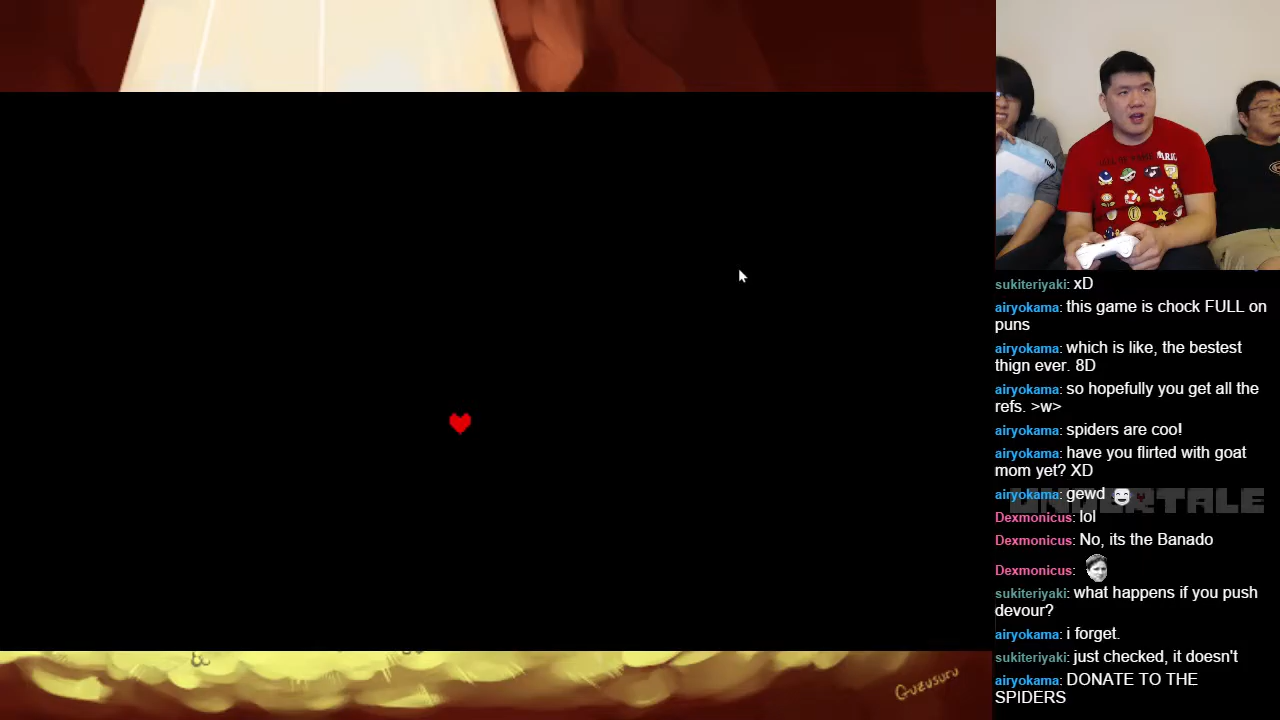 sukiteriyaki: xD
airyokama: this game is chock FULL on
puns
airyokama: which is like, the bestest
thign ever. 8D
airyokama: so hopefully you get all the
refs. >w>
airyokama: spiders are coo!
airyokama: have you flirted with goat
mom yet? XD
airyokama: gewd
UNDERTALE
Dexmonicus: lol
Dexmonicus: No, its the Banado
Dexmonicus:
sukiteriyaki: what happens if you push
devour?
airyokama: i forget.
sukiteriyaki: just checked, it doesn't
airyokama: DONATE TO THE
SPIDERS
Guzusuru